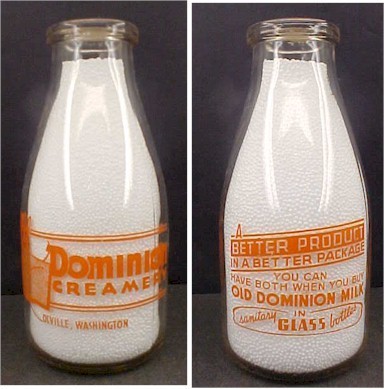 DOMINION
CREAMERY
OLVILLE, WASHINGTON
A
BETTER PRODUCT
IN A BETTER PACKAGE
YOU CAN
HAVE BOTH WHEN YOU BUY
OLD DOMINION MILK
IN
sanitary GLASS bottles